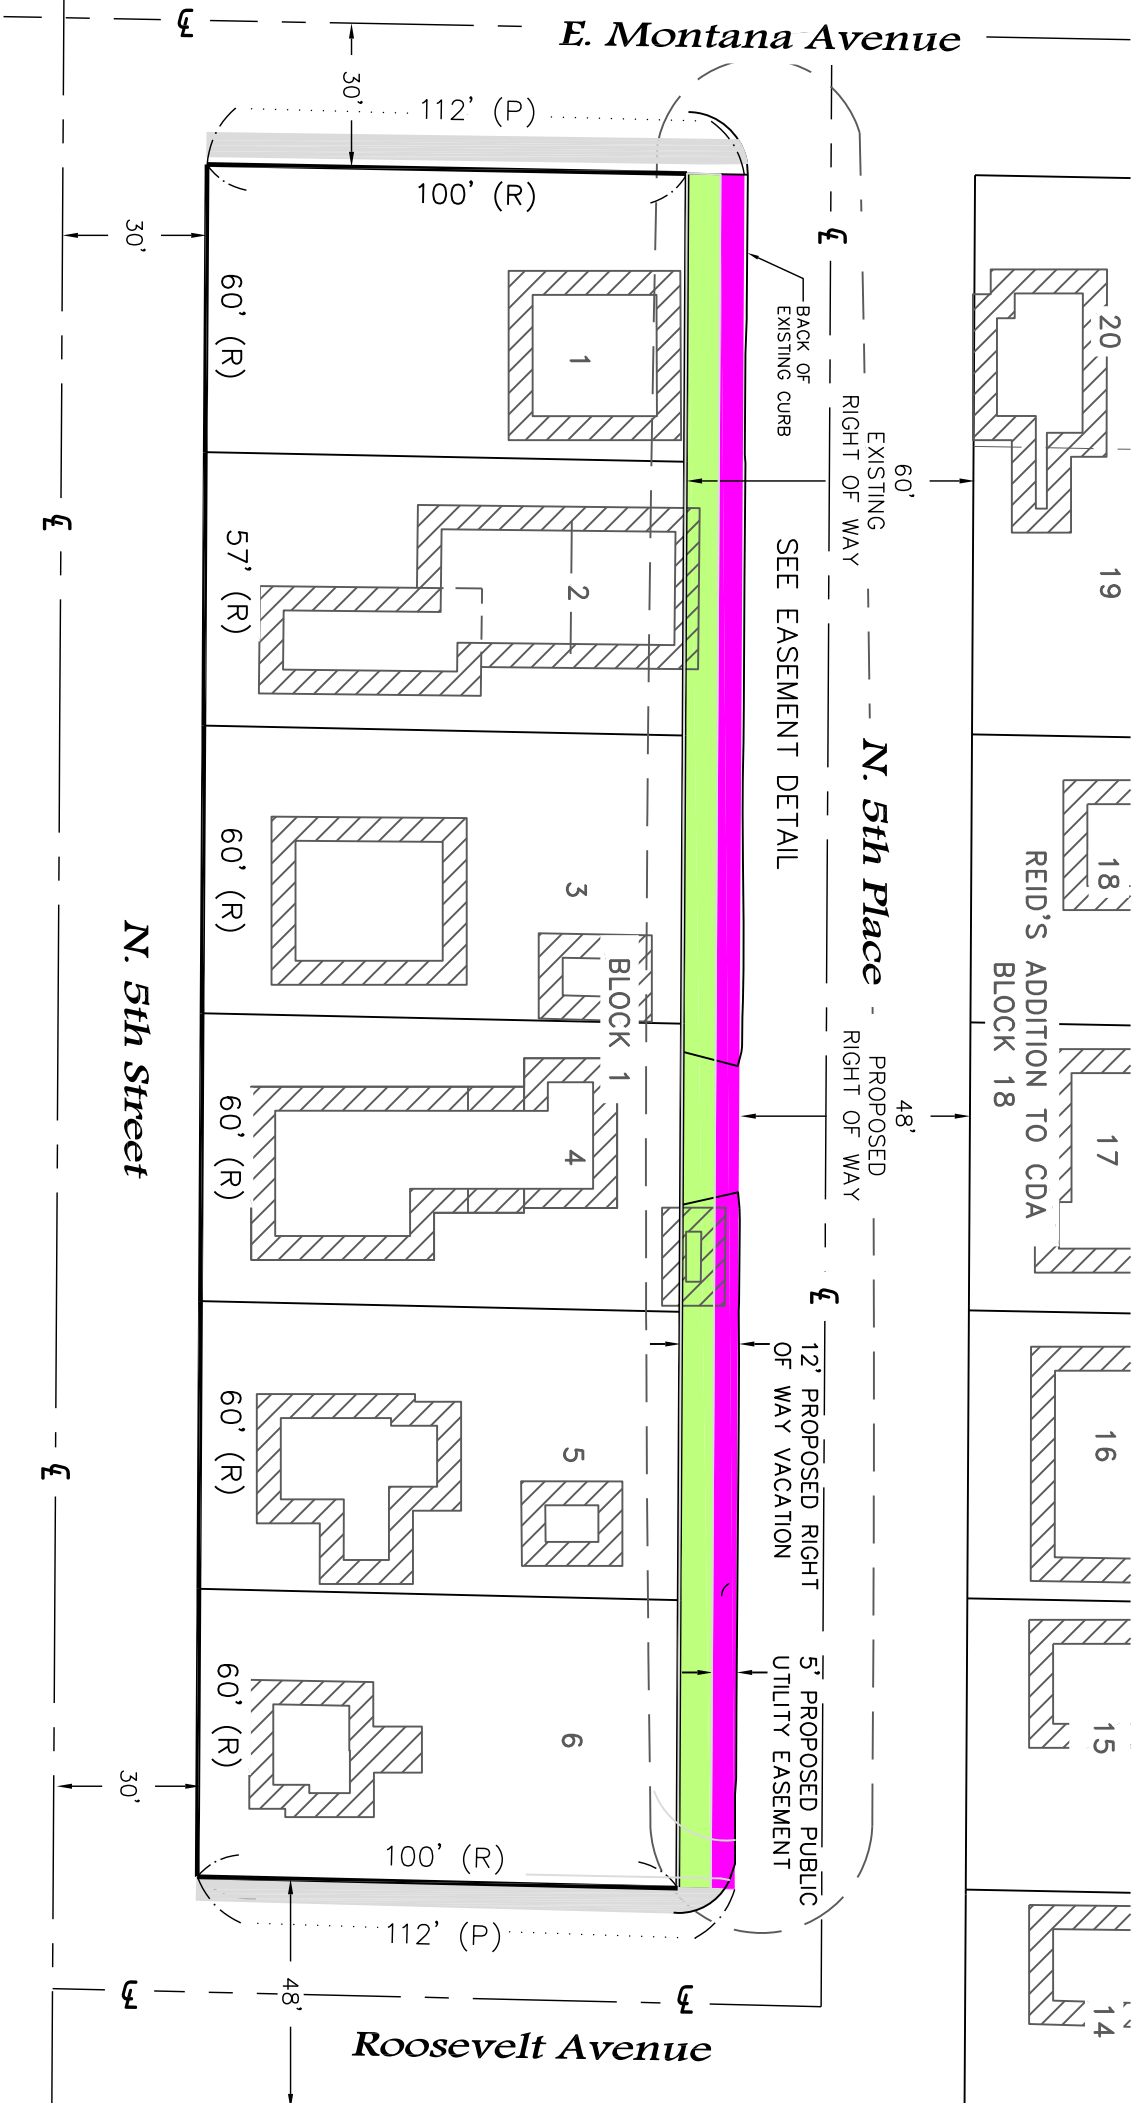 E. Montana Avenue
℄
30'
112' (P)
100' (R)
30'
60' (R)
1
℄
BACK OF
EXISTING CURB
20
60'
EXISTING
RIGHT OF WAY
℄
57' (R)
2
SEE EASEMENT DETAIL
19
N. 5th Place
60' (R)
3
BLOCK 1
18
REID'S ADDITION TO CDA
BLOCK 18
N. 5th Street
60' (R)
4
48'
PROPOSED
RIGHT OF WAY
17
℄
12' PROPOSED RIGHT
OF WAY VACATION
60' (R)
5
16
℄
5' PROPOSED PUBLIC
UTILITY EASEMENT
60' (R)
6
15
30'
100' (R)
112' (P)
48'
℄
℄
14
Roosevelt Avenue